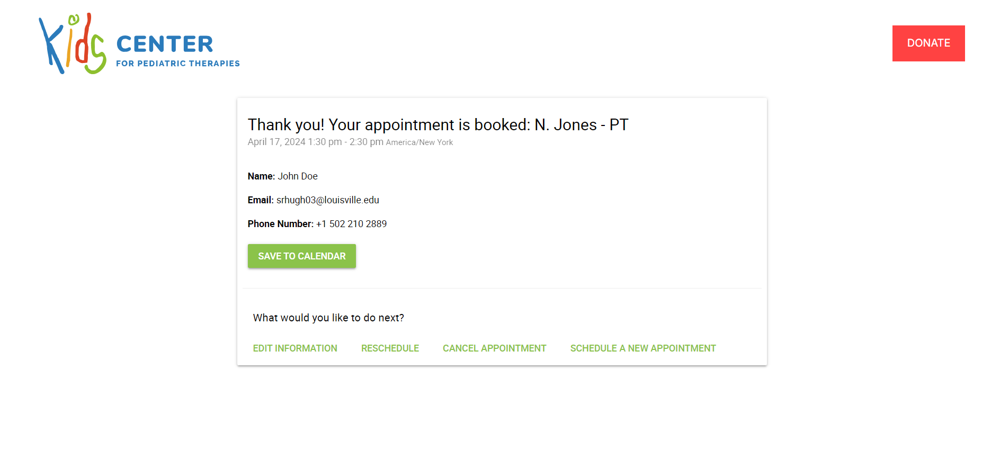 Kids CENTER
FOR PEDIATRIC THERAPIES
DONATE
Thank you! Your appointment is booked: N. Jones - PT
April 17, 2024 1:30 pm - 2:30 pm America/New York
Name: John Doe
Email: srhugh03@louisville.edu
Phone Number: +1 502 210 2889
SAVE TO CALENDAR
What would you like to do next?
EDIT INFORMATION RESCHEDULE CANCEL APPOINTMENT SCHEDULE A NEW APPOINTMENT